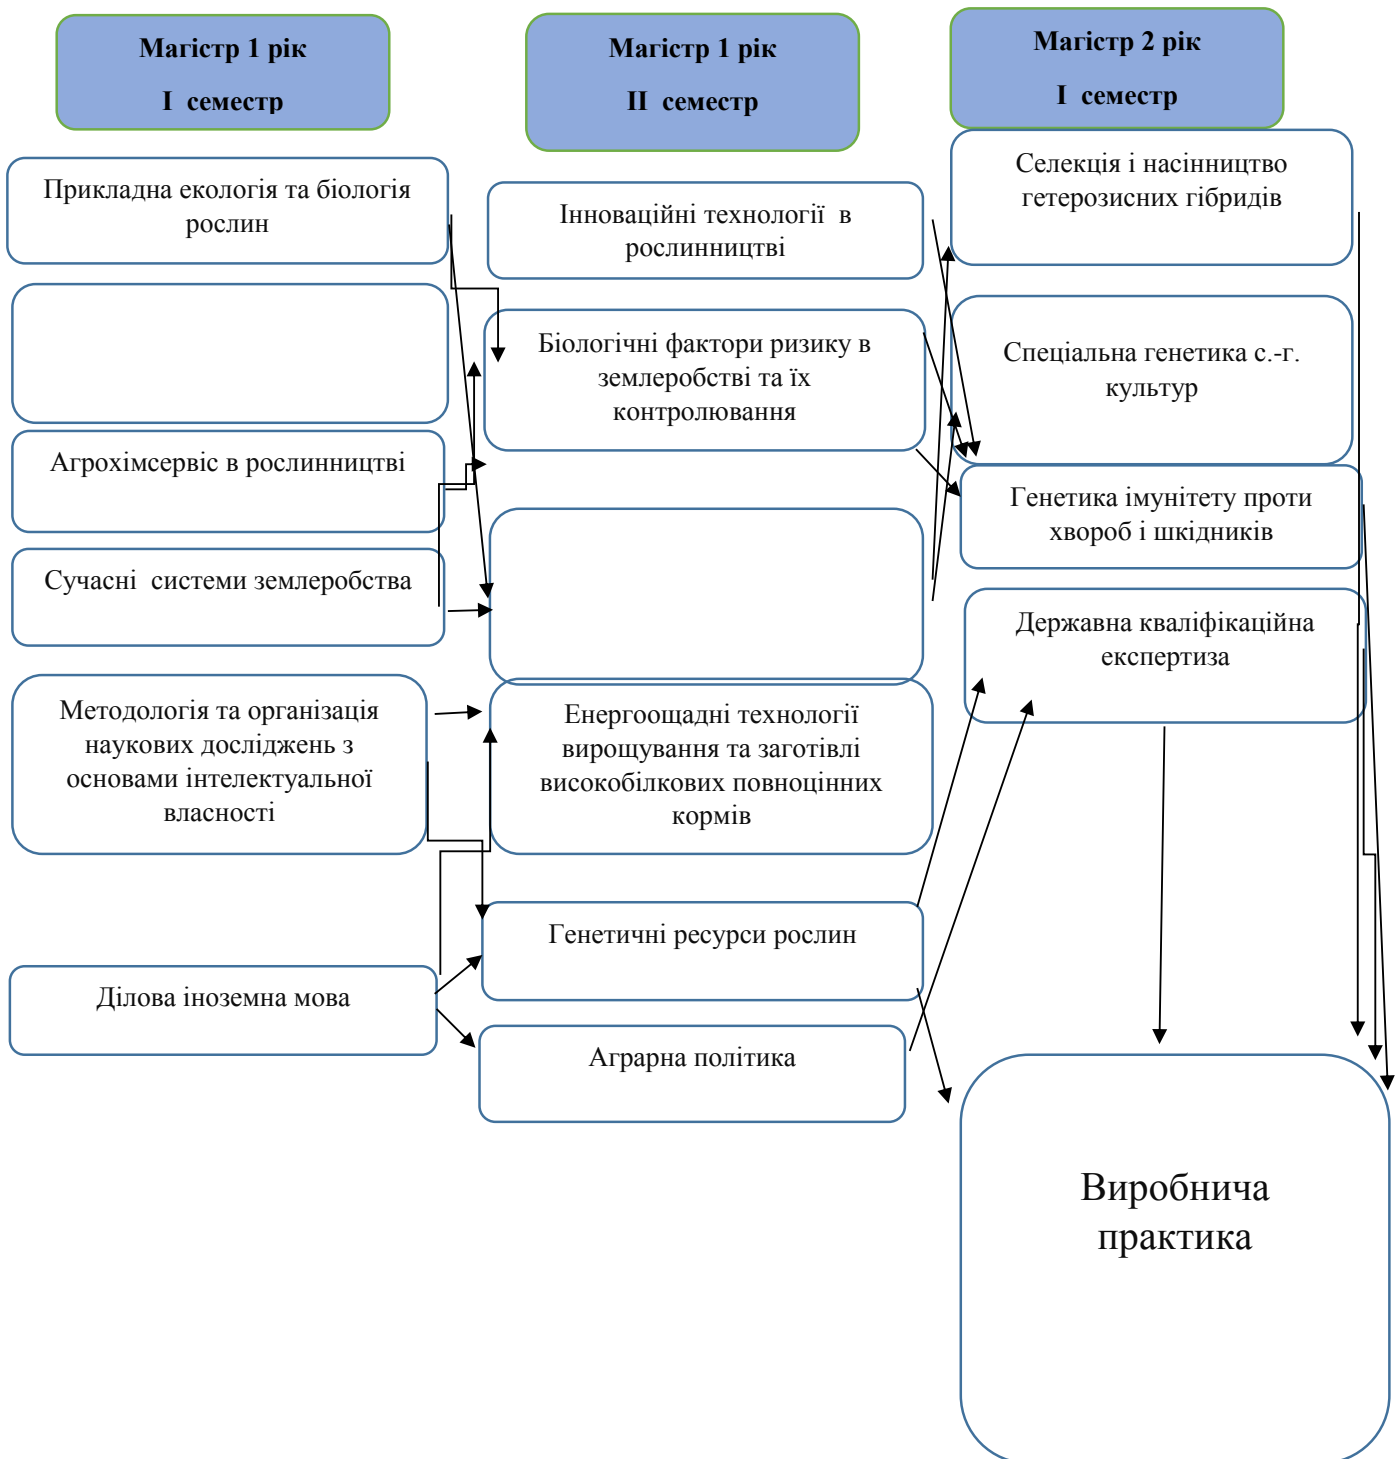 Магістр 1 рік
І семестр
Прикладна екологія та біологія
рослин
Агрохімсервіс в рослинництві
Сучасні системи землеробства
Методологія та організація
наукових досліджень з
основами інтелектуальної
власності
Ділова іноземна мова
Магістр 1 рік
ІІ семестр
Інноваційні технології в
рослинництві
Біологічні фактори ризику в
землеробстві та їх
контролювання
Енергоощадні технології
вирощування та заготівлі
високобілкових повноцінних
кормів
Генетичні ресурси рослин
Аграрна політика
Магістр 2 рік
І семестр
Селекція і насінництво
гетерозисних гібридів
Спеціальна генетика с.-г.
культур
Генетика імунітету проти
хвороб і шкідників
Державна кваліфікаційна
експертиза
Виробнича
практика